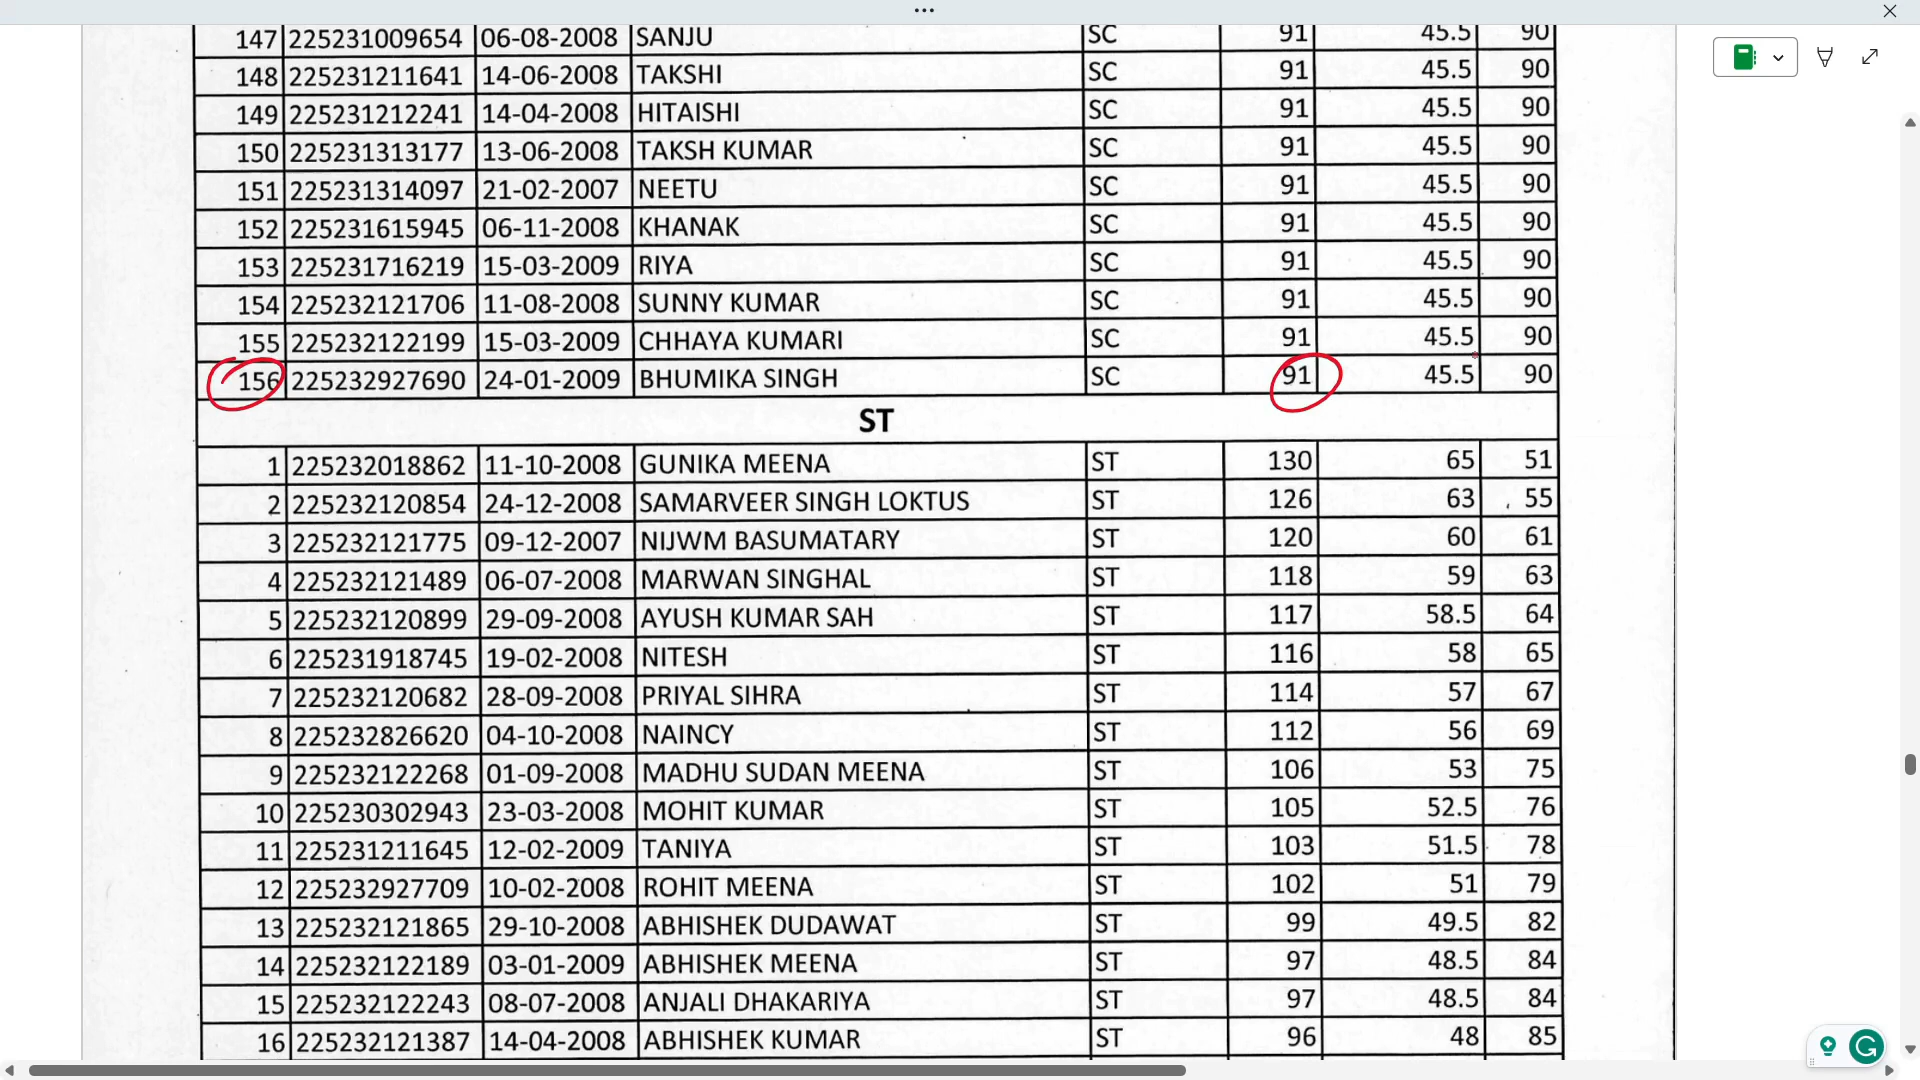 147 225231009654 06-08-2008 SANJU SC 91 45.5 90
148 225231211641 14-06-2008 TAKSHI SC 91 45.5 90
149 225231212241 14-04-2008 HITAISHI SC 91 45.5 90
150 225231313177 13-06-2008 TAKSH KUMAR SC 91 45.5 90
151 225231314097 21-02-2007 NEETU SC 91 45.5 90
152 225231615945 06-11-2008 KHANAK SC 91 45.5 90
153 225231716219 15-03-2009 RIYA SC 91 45.5 90
154 225232121706 11-08-2008 SUNNY KUMAR SC 91 45.5 90
155 225232122199 15-03-2009 CHHAYA KUMARI SC 91 45.5 90
156 225232927690 24-01-2009 BHUMIKA SINGH SC 91 45.5 90
ST
1 225232018862 11-10-2008 GUNIKA MEENA ST 130 65 51
2 225232120854 24-12-2008 SAMARVEER SINGH LOKTUS ST 126 63 55
3 225232121775 09-12-2007 NIJWM BASUMATARY ST 120 60 61
4 225232121489 06-07-2008 MARWAN SINGHAL ST 118 59 63
5 225232120899 29-09-2008 AYUSH KUMAR SAH ST 117 58.5 64
6 225231918745 19-02-2008 NITESH ST 116 58 65
7 225232120682 28-09-2008 PRIYAL SIHRA ST 114 57 67
8 225232826620 04-10-2008 NAINCY ST 112 56 69
9 225232122268 01-09-2008 MADHU SUDAN MEENA ST 106 53 75
10 225230302943 23-03-2008 MOHIT KUMAR ST 105 52.5 76
11 225231211645 12-02-2009 TANIYA ST 103 51.5 78
12 225232927709 10-02-2008 ROHIT MEENA ST 102 51 79
13 225232121865 29-10-2008 ABHISHEK DUDAWAT ST 99 49.5 82
14 225232122189 03-01-2009 ABHISHEK MEENA ST 97 48.5 84
15 225232122243 08-07-2008 ANJALI DHAKARIYA ST 97 48.5 84
16 225232121387 14-04-2008 ABHISHEK KUMAR ST 96 48 85